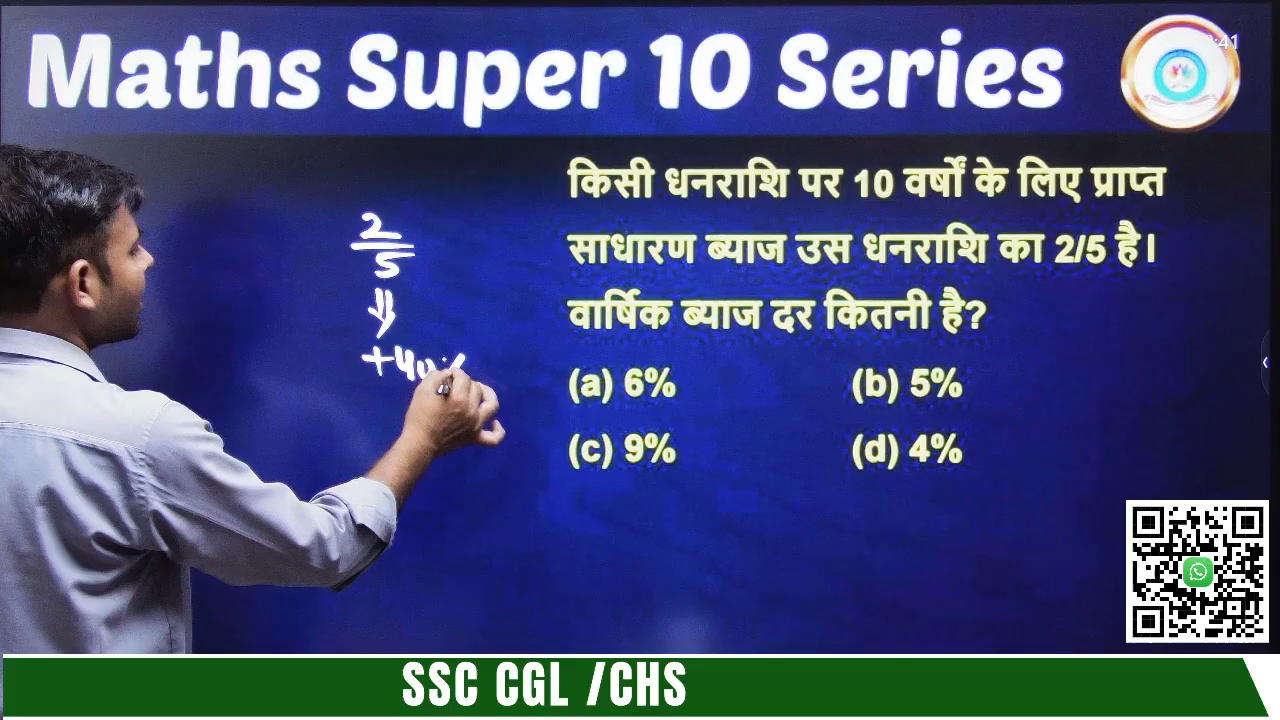 Maths Super 10 Series
:41
किसी धनराशि पर 10 वर्षों के लिए प्राप्त
साधारण ब्याज उस धनराशि का 2/5 है।
वार्षिक ब्याज दर कितनी है?
(a) 6% (b) 5%
(c) 9% (d) 4%
2
5
+40%
SSC CGL /CHS